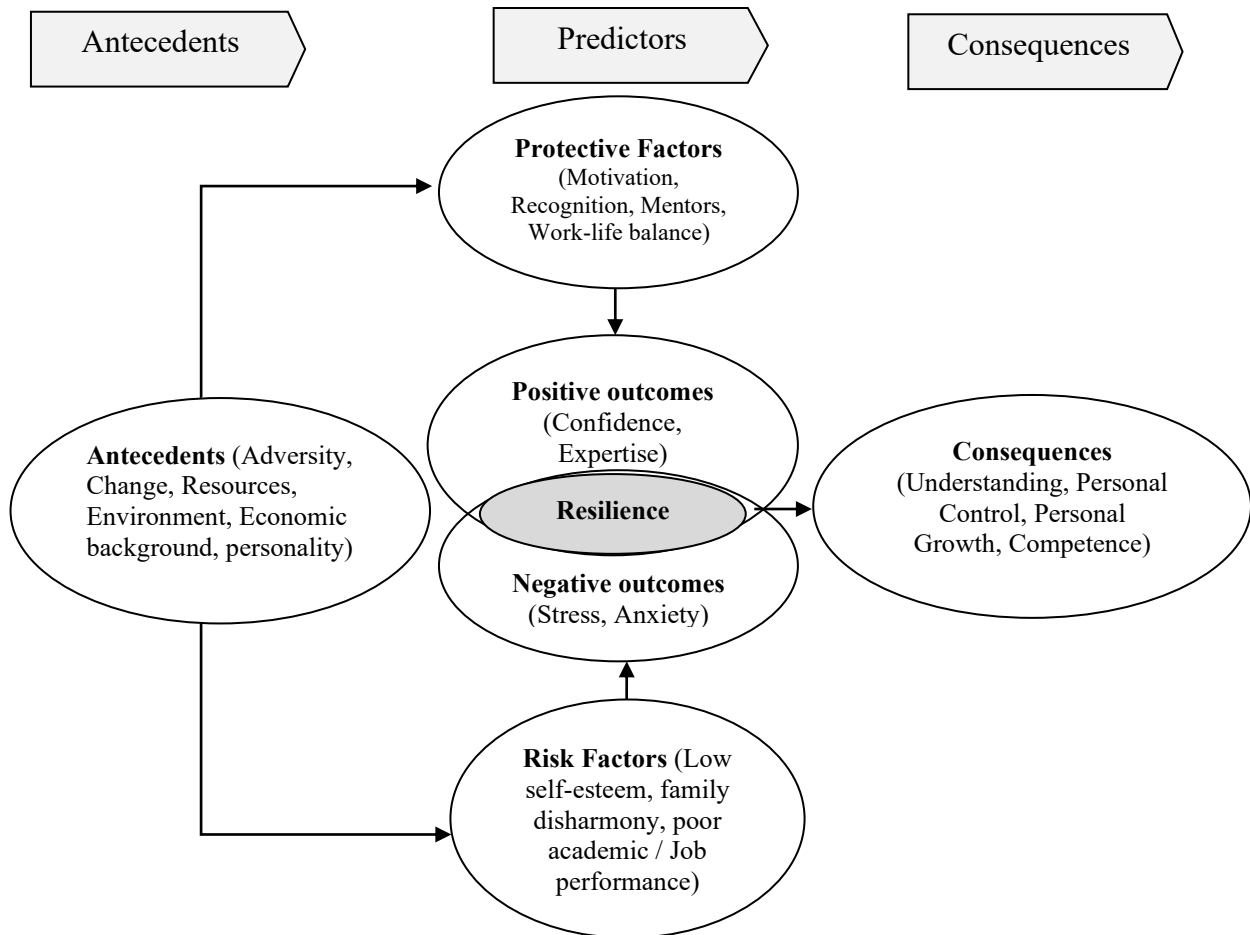 Antecedents
Predictors
Consequences
Protective Factors
(Motivation,
Recognition, Mentors,
Work-life balance)
Positive outcomes
(Confidence,
Expertise)
Antecedents (Adversity,
Change, Resources,
Environment, Economic
background, personality)
Resilience
Consequences
(Understanding, Personal
Control, Personal
Growth, Competence)
Negative outcomes
(Stress, Anxiety)
Risk Factors (Low
self-esteem, family
disharmony, poor
academic / Job
performance)